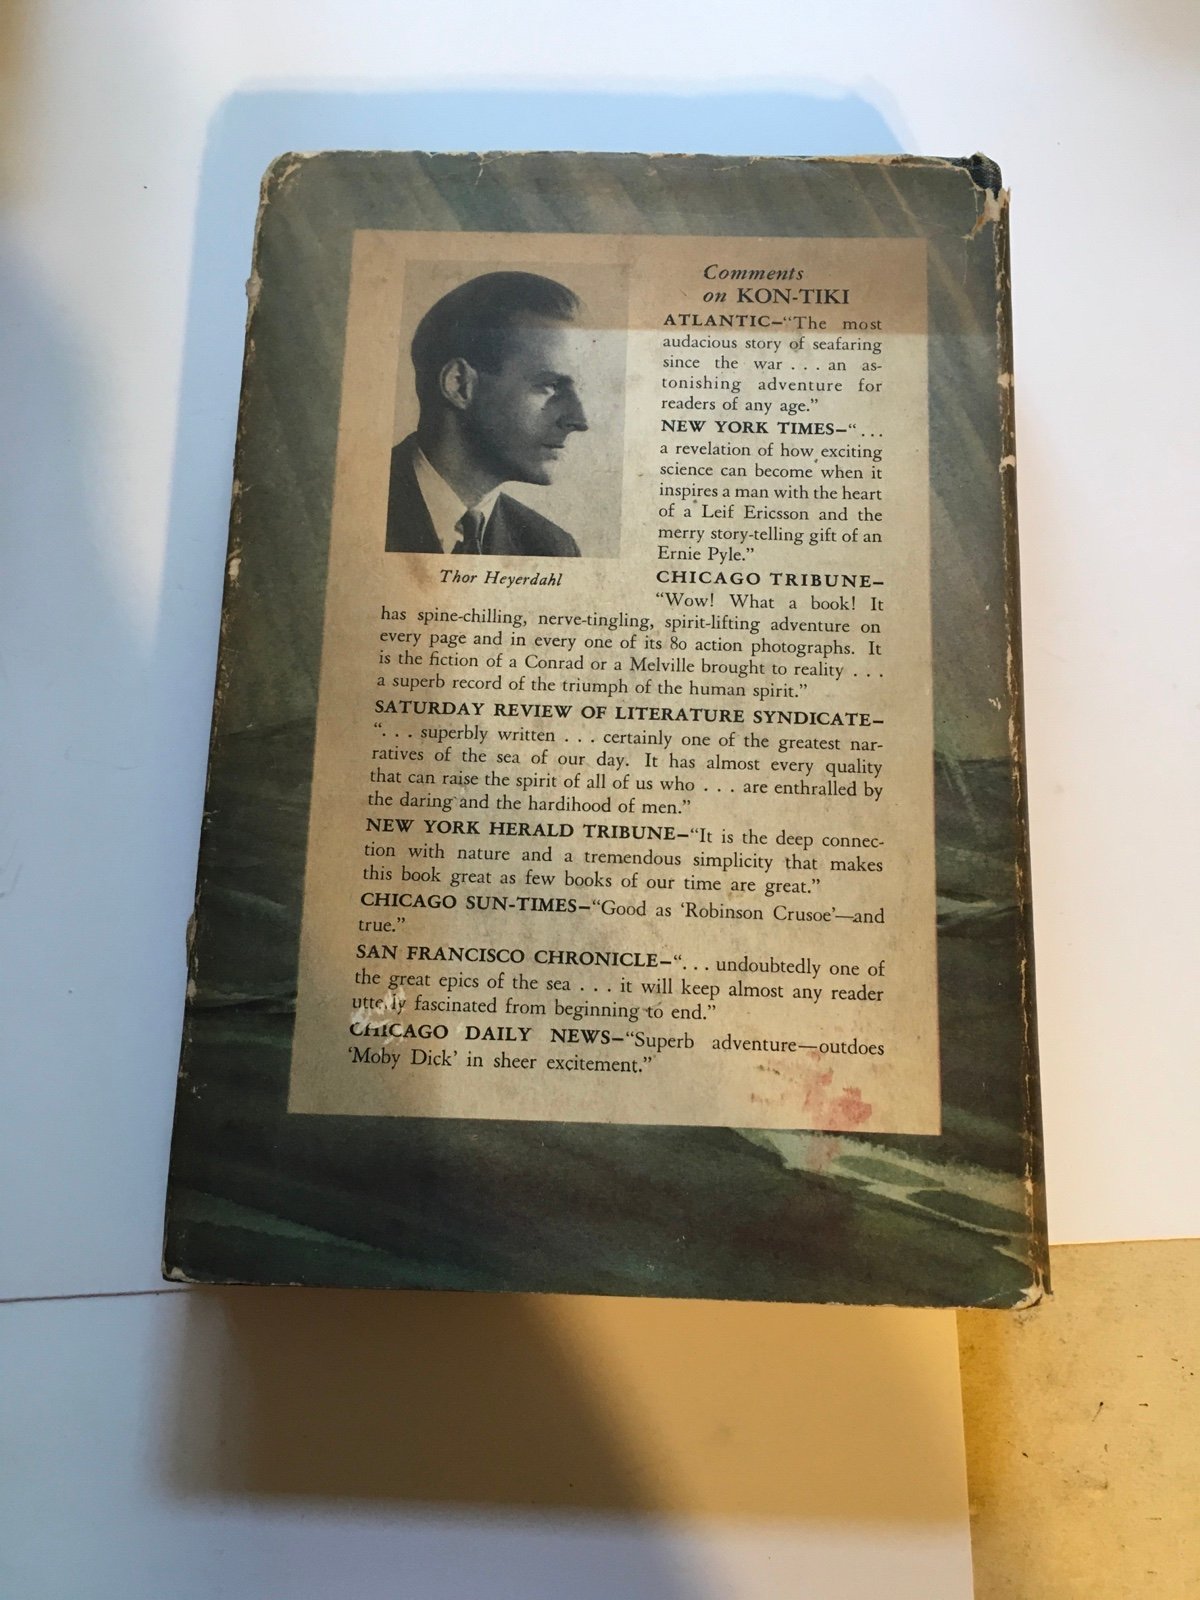 Comments
on KON-TIKI
ATLANTIC—“The most
audacious story of seafaring
since the war . . . an as-
tonishing adventure for
readers of any age.”
NEW YORK TIMES—“ . . .
a revelation of how exciting
science can become when it
inspires a man with the heart
of a Leif Ericsson and the
merry story-telling gift of an
Ernie Pyle.”
Thor Heyerdahl
CHICAGO TRIBUNE—
“Wow! What a book! It
has spine-chilling, nerve-tingling, spirit-lifting adventure on
every page and in every one of its 80 action photographs. It
is the fiction of a Conrad or a Melville brought to reality . . .
a superb record of the triumph of the human spirit.”
SATURDAY REVIEW OF LITERATURE SYNDICATE—
“. . . superbly written . . . certainly one of the greatest nar-
ratives of the sea of our day. It has almost every quality
that can raise the spirit of all of us who . . . are enthralled by
the daring and the hardihood of men.”
NEW YORK HERALD TRIBUNE—“It is the deep connec-
tion with nature and a tremendous simplicity that makes
this book great as few books of our time are great.”
CHICAGO SUN-TIMES—“Good as ‘Robinson Crusoe’—and
true.”
SAN FRANCISCO CHRONICLE—“. . . undoubtedly one of
the great epics of the sea . . . it will keep almost any reader
utterly fascinated from beginning to end.”
CHICAGO DAILY NEWS—“Superb adventure—outdoes
‘Moby Dick’ in sheer excitement.”